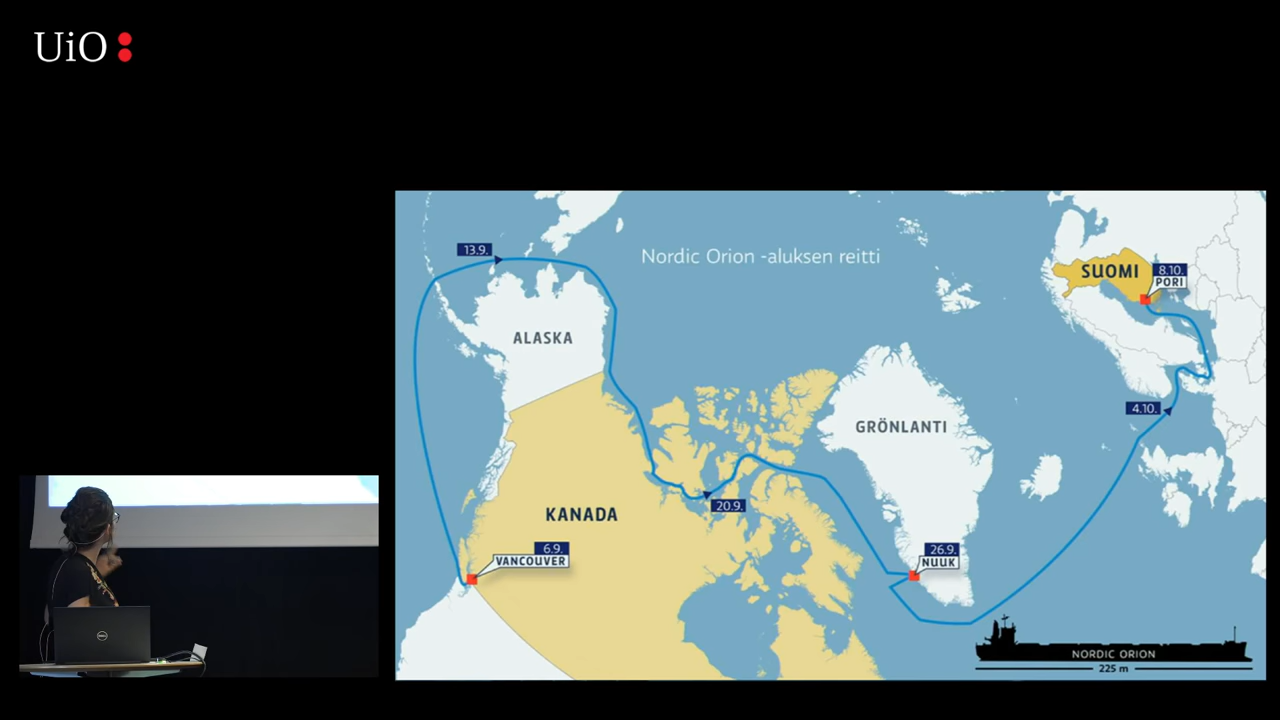 UiO
Nordic Orion -aluksen reitti
13.9.
SUOMI
8.10.
PORI
ALASKA
4.10.
GRÖNLANTI
20.9.
KANADA
6.9.
VANCOUVER
26.9.
NUUK
NORDIC ORION
225 m
DELL